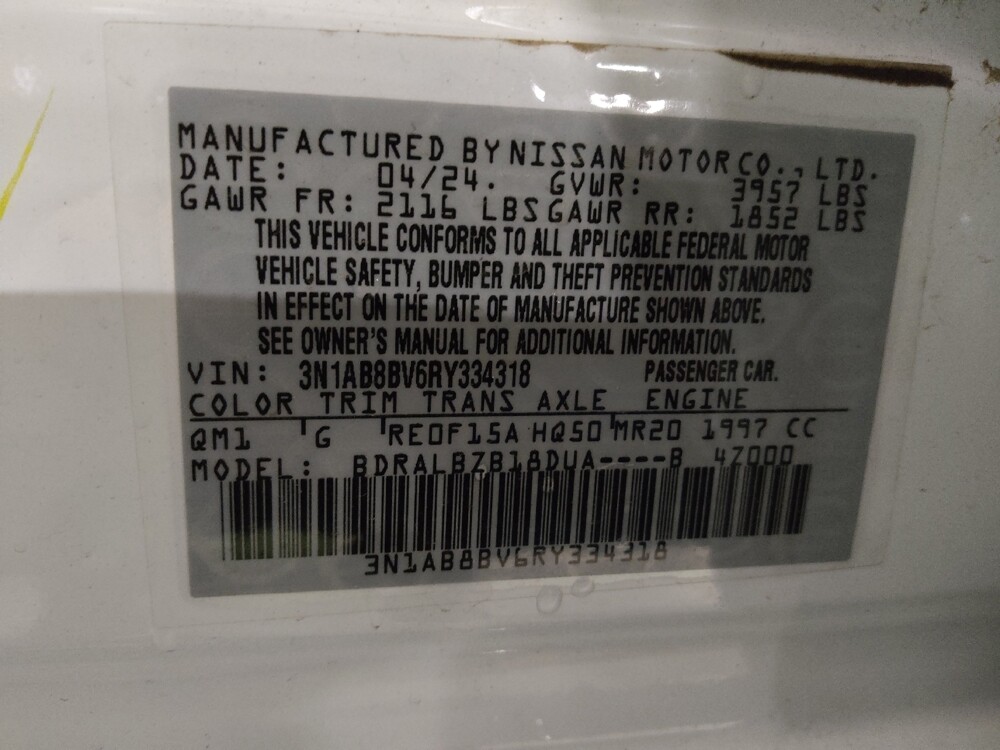 MANUFACTURED BY NISSAN MOTOR CO., LTD.
DATE: 04/24. GVWR: 3957 LBS
GAWR FR: 2116 LBS GAWR RR: 1852 LBS
THIS VEHICLE CONFORMS TO ALL APPLICABLE FEDERAL MOTOR
VEHICLE SAFETY, BUMPER AND THEFT PREVENTION STANDARDS
IN EFFECT ON THE DATE OF MANUFACTURE SHOWN ABOVE.
SEE OWNER'S MANUAL FOR ADDITIONAL INFORMATION.
VIN: 3N1AB8BV6RY334318 PASSENGER CAR.
COLOR TRIM TRANS AXLE ENGINE
QM1 G RE0F15A HQ50 MR20 1997 CC
MODEL: BDRALBZB18DUA----B 4Z000
3N1AB8BV6RY334318